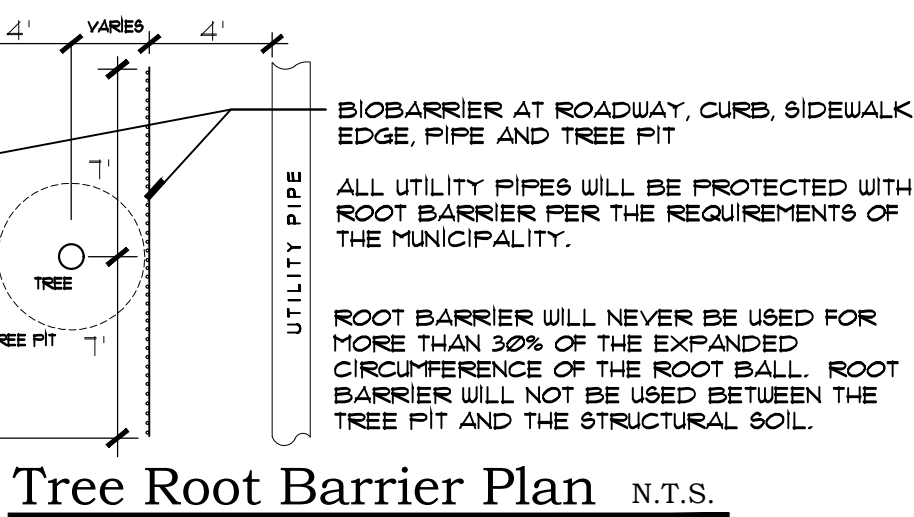 4' VARIES 4'
BIOBARRIER AT ROADWAY, CURB, SIDEWALK
EDGE, PIPE AND TREE PIT
7'
ALL UTILITY PIPES WILL BE PROTECTED WITH
ROOT BARRIER PER THE REQUIREMENTS OF
THE MUNICIPALITY.
UTILITY PIPE
TREE
REE PIT
7'
ROOT BARRIER WILL NEVER BE USED FOR
MORE THAN 30% OF THE EXPANDED
CIRCUMFERENCE OF THE ROOT BALL. ROOT
BARRIER WILL NOT BE USED BETWEEN THE
TREE PIT AND THE STRUCTURAL SOIL.
Tree Root Barrier Plan N.T.S.